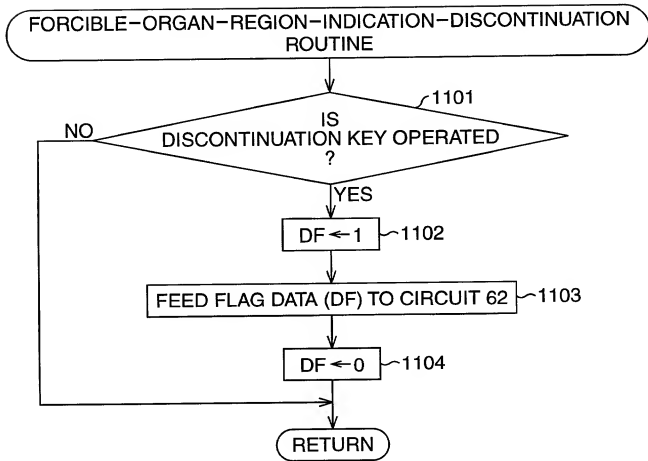 FORCIBLE-ORGAN-REGION-INDICATION-DISCONTINUATION
ROUTINE
1101
IS
DISCONTINUATION KEY OPERATED
?
NO
YES
DF ← 1
1102
FEED FLAG DATA (DF) TO CIRCUIT 62
1103
DF ← 0
1104
RETURN